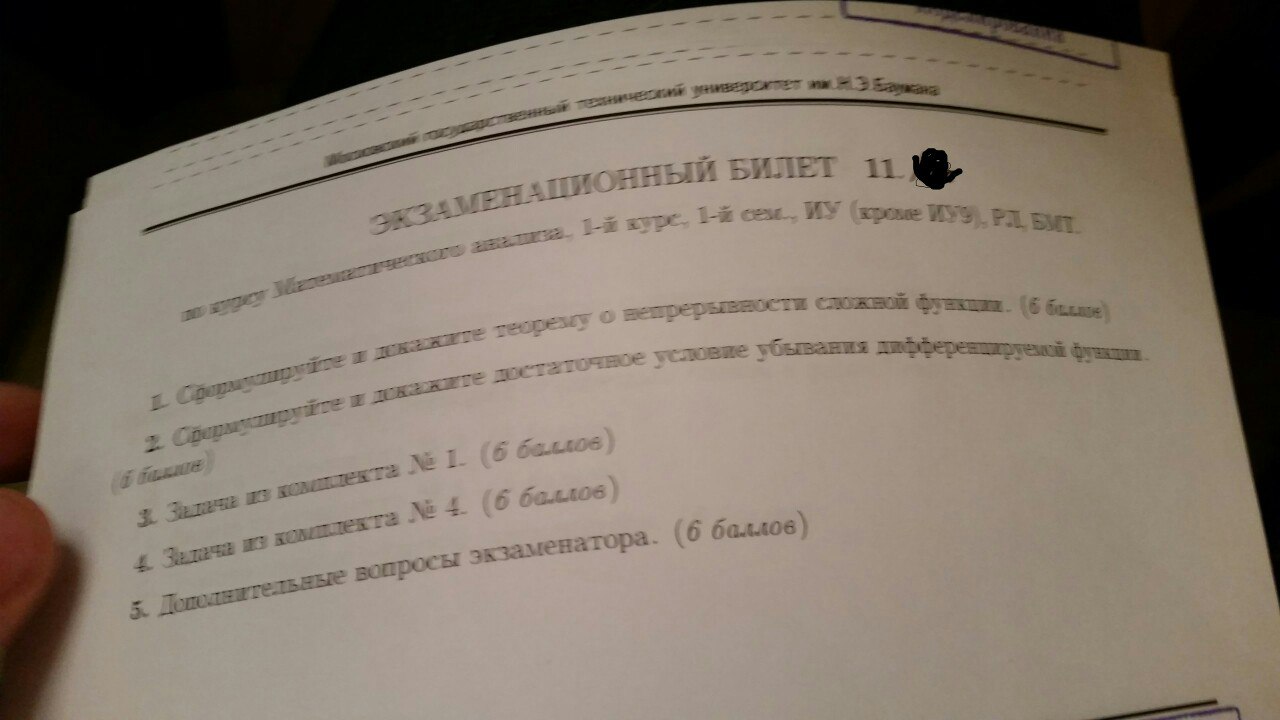 Московский государственный технический университет им.Н.Э.Баумана
ЭКЗАМЕНАЦИОННЫЙ БИЛЕТ 11.
по курсу Математического анализа, 1-й курс, 1-й сем., ИУ (кроме ИУ9), РЛ, БМТ.
1. Сформулируйте и докажите теорему о непрерывности сложной функции. (6 баллов)
2. Сформулируйте и докажите достаточное условие убывания дифференцируемой функции.
(6 баллов)
3. Задача из комплекта № 1. (6 баллов)
4. Задача из комплекта № 4. (6 баллов)
5. Дополнительные вопросы экзаменатора. (6 баллов)